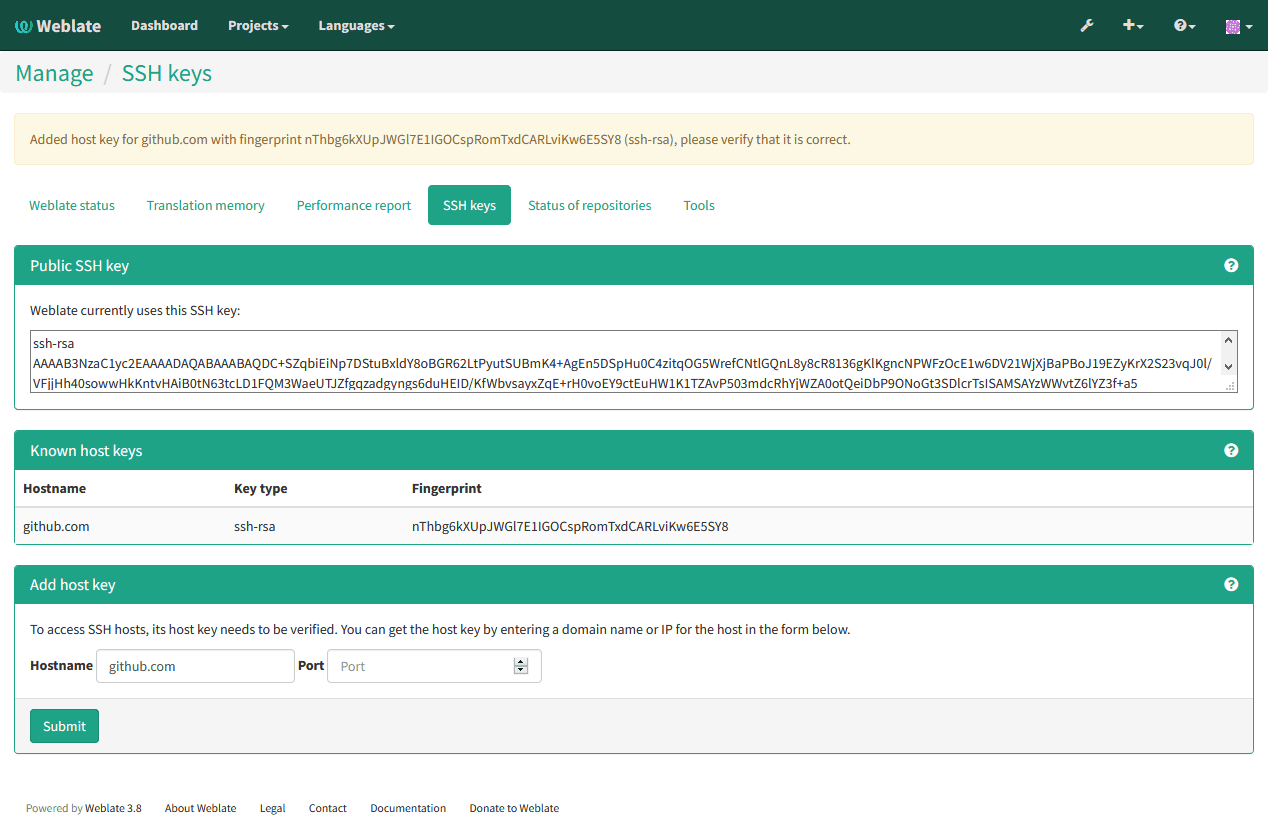 Weblate Dashboard Projects Languages
Manage / SSH keys
Added host key for github.com with fingerprint nThbg6kXUpJWGl7E1IGOCspRomTxdCARLviKw6E5SY8 (ssh-rsa), please verify that it is correct.
Weblate status Translation memory Performance report SSH keys Status of repositories Tools
Public SSH key
Weblate currently uses this SSH key:
ssh-rsa
AAAAB3NzaC1yc2EAAAADAQABAAABAQDC+SZqbiEiNp7DStuBxldY8oBGR62LtPyutSUBmK4+AgEn5DSpHu0C4zitqOG5WrefCNtlGQnL8y8cR8136gKlKgncNPWFzOcE1w6DV21WjXjBaPBoJ19EZyKrX2S23vqJ0l/
VFjjHh40sowwHkKntvHAiB0tN63tcLD1FQM3WaeUTJZfgqzadgyngs6duHEID/KfWbvsayxZqE+rH0voEY9ctEuHW1K1TZAvP503mdcRhYjWZA0otQeiDbP9ONoGt3SDlcrTsISAMSAYzWWvtZ6lYZ3f+a5
Known host keys
Hostname Key type Fingerprint
github.com ssh-rsa nThbg6kXUpJWGl7E1IGOCspRomTxdCARLviKw6E5SY8
Add host key
To access SSH hosts, its host key needs to be verified. You can get the host key by entering a domain name or IP for the host in the form below.
Hostname github.com Port Port
Submit
Powered by Weblate 3.8 About Weblate Legal Contact Documentation Donate to Weblate